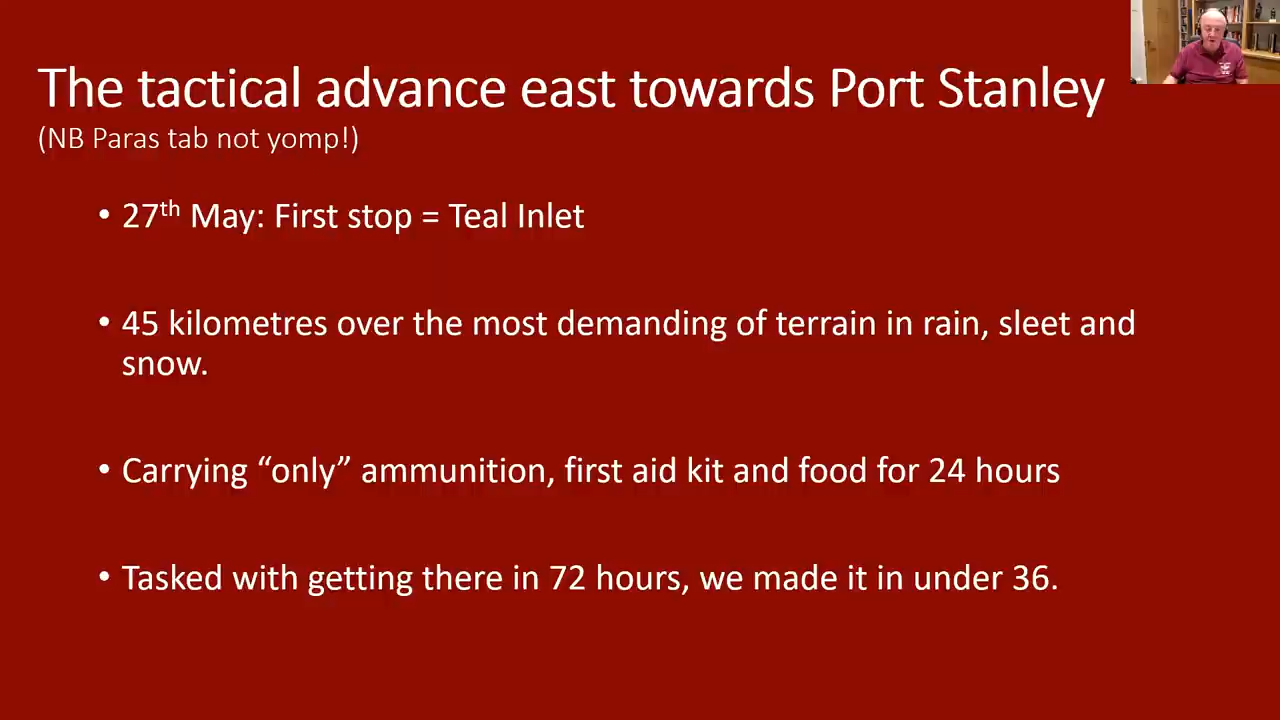 The tactical advance east towards Port Stanley
(NB Paras tab not yomp!)
• 27th May: First stop = Teal Inlet
• 45 kilometres over the most demanding of terrain in rain, sleet and
snow.
• Carrying “only” ammunition, first aid kit and food for 24 hours
• Tasked with getting there in 72 hours, we made it in under 36.